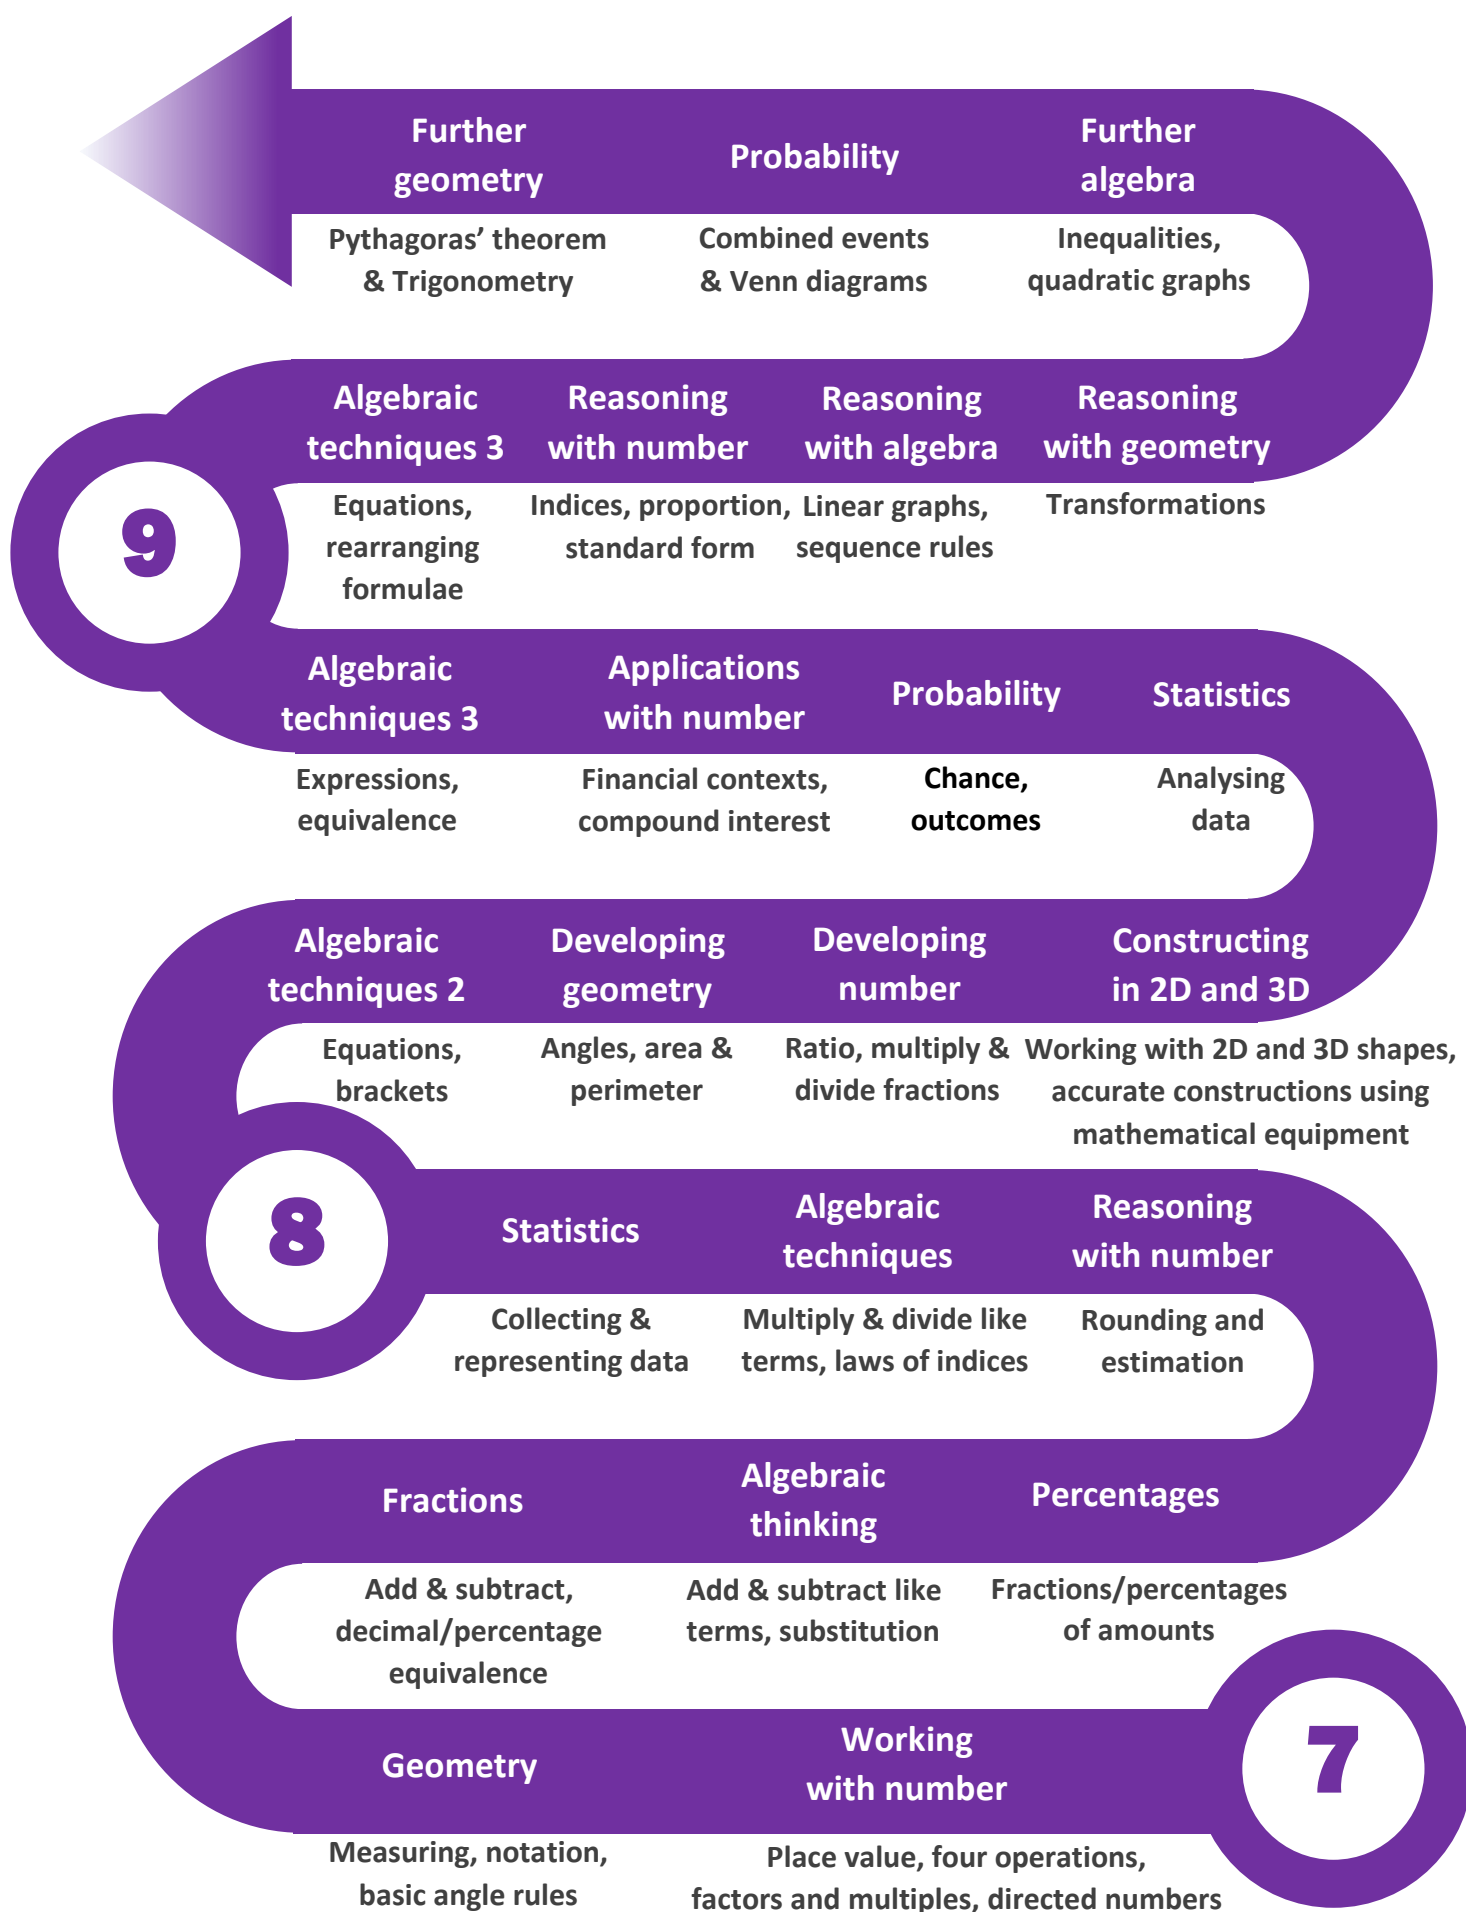 Further
geometry
Probability
Further
algebra
Pythagoras’ theorem
& Trigonometry
Combined events
& Venn diagrams
Inequalities,
quadratic graphs
Algebraic
techniques 3
Reasoning
with number
Reasoning
with algebra
Reasoning
with geometry
9
Equations,
rearranging
formulae
Indices, proportion,
standard form
Linear graphs,
sequence rules
Transformations
Algebraic
techniques 3
Applications
with number
Probability
Statistics
Expressions,
equivalence
Financial contexts,
compound interest
Chance,
outcomes
Analysing
data
Algebraic
techniques 2
Developing
geometry
Developing
number
Constructing
in 2D and 3D
Equations,
brackets
Angles, area &
perimeter
Ratio, multiply &
divide fractions
Working with 2D and 3D shapes,
accurate constructions using
mathematical equipment
8
Statistics
Algebraic
techniques
Reasoning
with number
Collecting &
representing data
Multiply & divide like
terms, laws of indices
Rounding and
estimation
Fractions
Algebraic
thinking
Percentages
Add & subtract,
decimal/percentage
equivalence
Add & subtract like
terms, substitution
Fractions/percentages
of amounts
Geometry
Working
with number
7
Measuring, notation,
basic angle rules
Place value, four operations,
factors and multiples, directed numbers